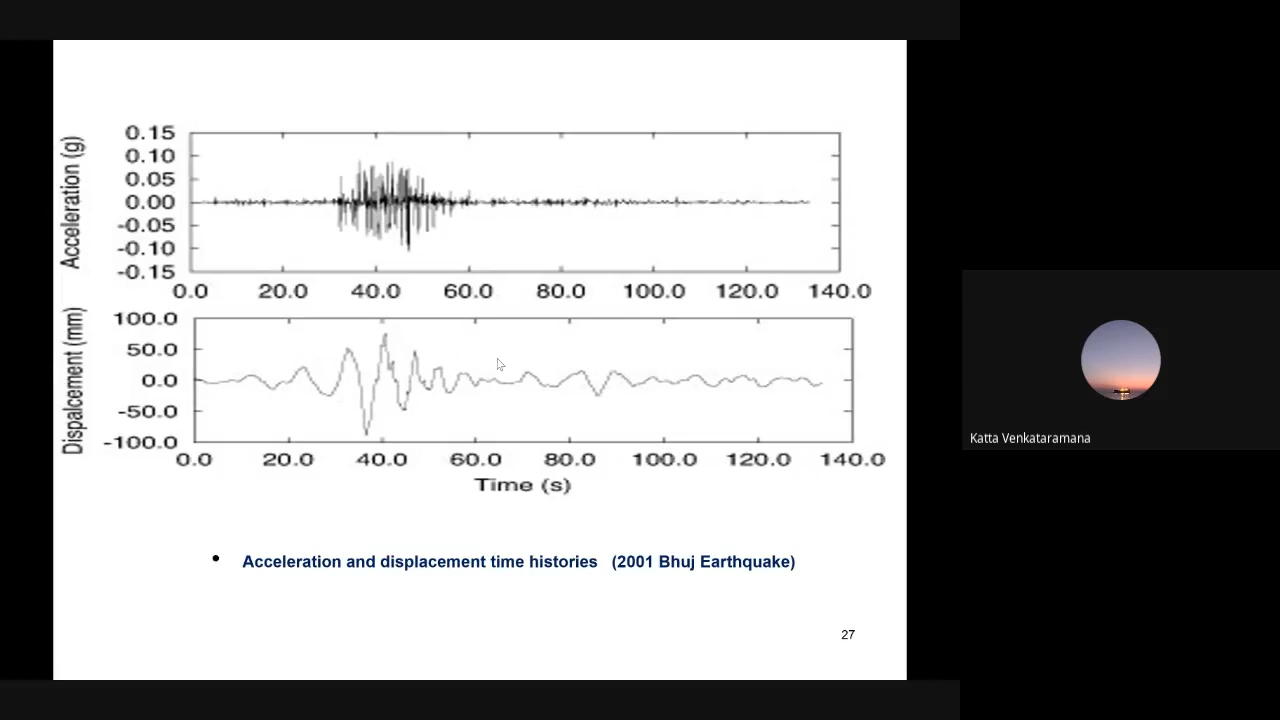 Acceleration (g)
0.15
0.10
0.05
0.00
-0.05
-0.10
-0.15
0.0 20.0 40.0 60.0 80.0 100.0 120.0 140.0
Dispalcement (mm)
100.0
50.0
0.0
-50.0
-100.0
0.0 20.0 40.0 60.0 80.0 100.0 120.0 140.0
Time (s)
• Acceleration and displacement time histories (2001 Bhuj Earthquake)
27
Katta Venkataramana